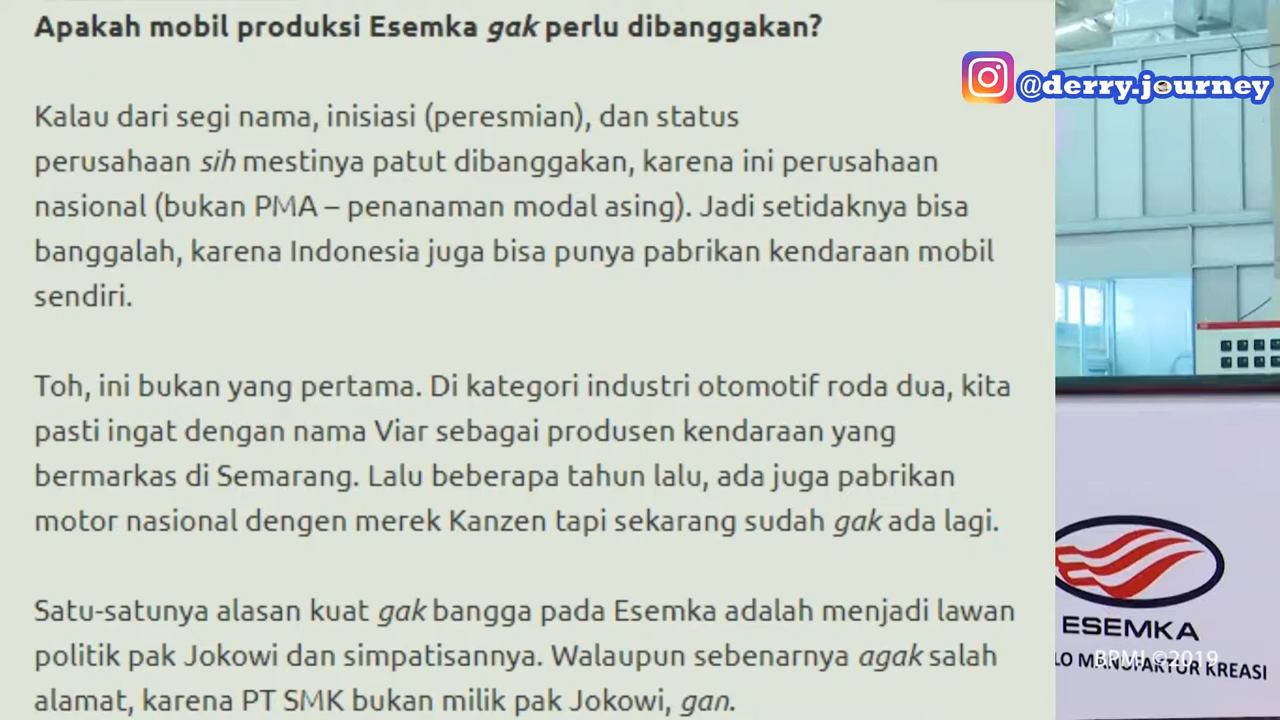 Apakah mobil produksi Esemka gak perlu dibanggakan?
@derry.journey
Kalau dari segi nama, inisiasi (peresmian), dan status
perusahaan sih mestinya patut dibanggakan, karena ini perusahaan
nasional (bukan PMA – penanaman modal asing). Jadi setidaknya bisa
banggalah, karena Indonesia juga bisa punya pabrikan kendaraan mobil
sendiri.
Toh, ini bukan yang pertama. Di kategori industri otomotif roda dua, kita
pasti ingat dengan nama Viar sebagai produsen kendaraan yang
bermarkas di Semarang. Lalu beberapa tahun lalu, ada juga pabrikan
motor nasional dengen merek Kanzen tapi sekarang sudah gak ada lagi.
Satu-satunya alasan kuat gak bangga pada Esemka adalah menjadi lawan
politik pak Jokowi dan simpatisannya. Walaupun sebenarnya agak salah
alamat, karena PT SMK bukan milik pak Jokowi, gan.
ESEMKA
BPMI ©2019
LO MANUFAKTUR KREASI